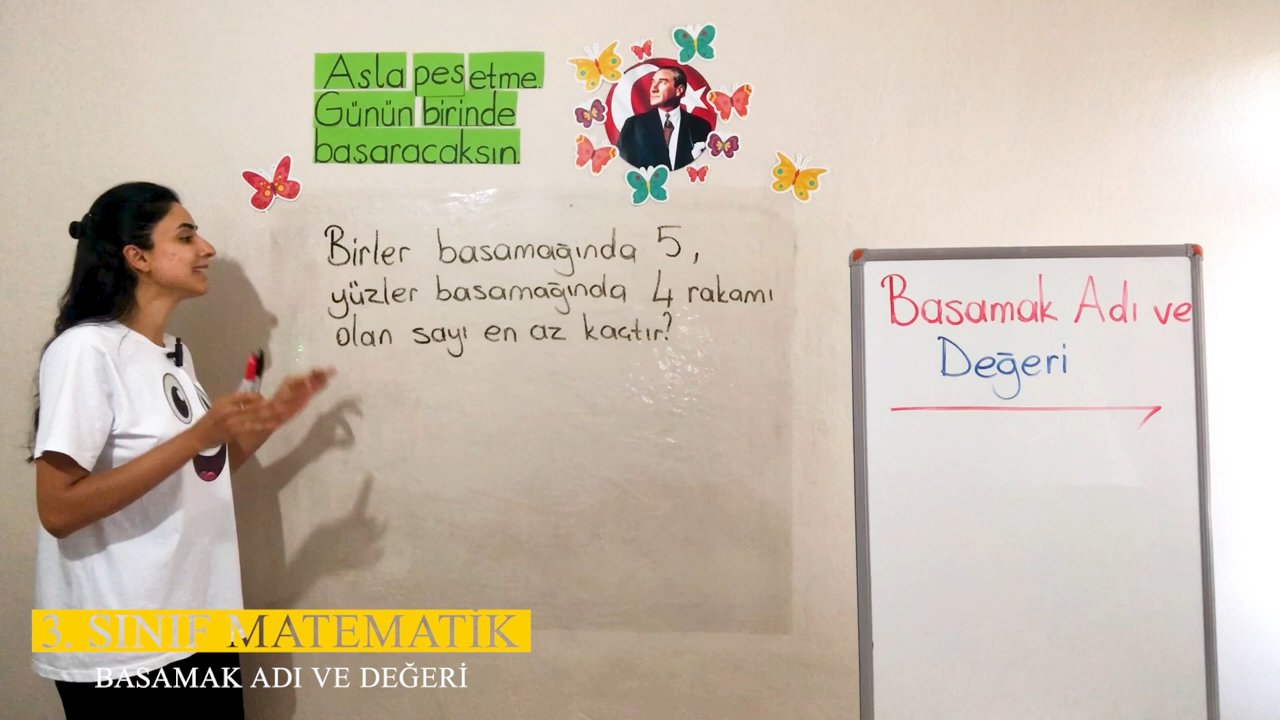 Asla pes etme.
Günün birinde
başaracaksın.
Birler basamağında 5,
yüzler basamağında 4 rakamı
olan sayı en az kaçtır?
Basamak Adı ve
Değeri
3. SINIF MATEMATİK
BASAMAK ADI VE DEĞERİ